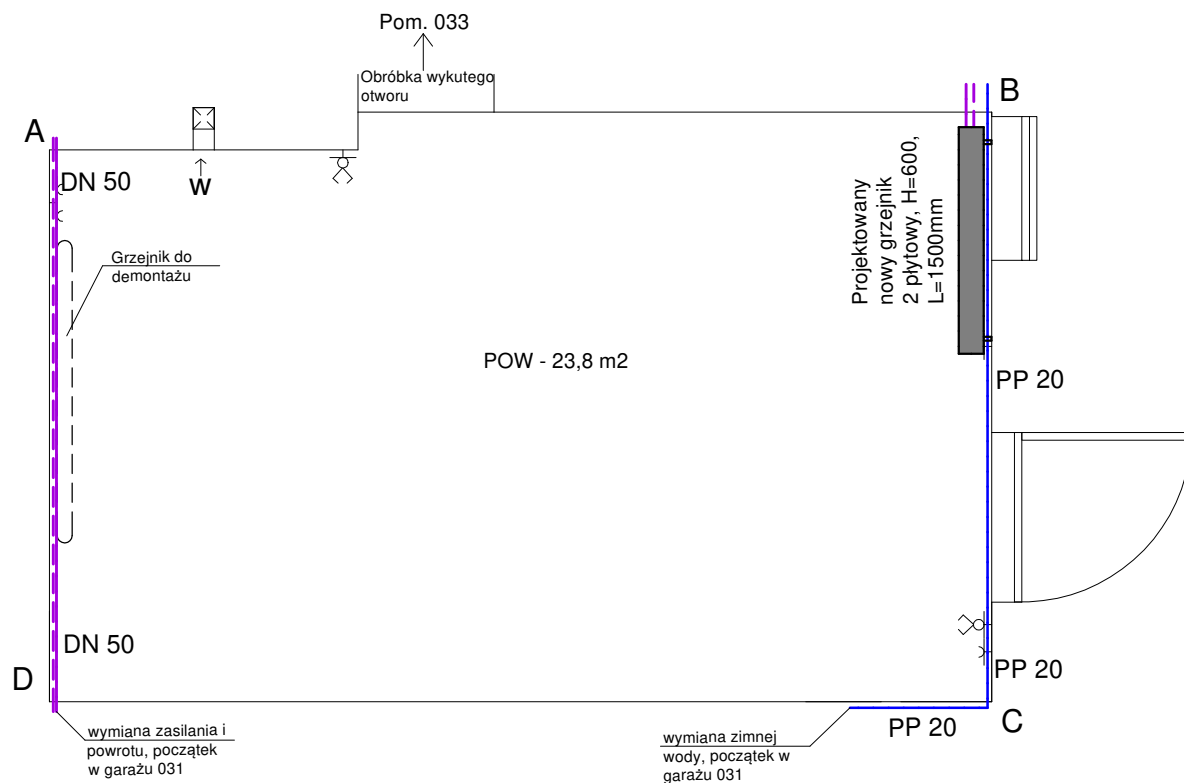 Pom. 033
Obróbka wykutego
otworu
A
B
DN 50
W
Grzejnik do
demontażu
Projektowany
nowy grzejnik
2 płytowy, H=600,
L=1500mm
POW - 23,8 m2
PP 20
DN 50
D
PP 20
C
PP 20
wymiana zasilania i
powrotu, początek
w garażu 031
wymiana zimnej
wody, początek w
garażu 031